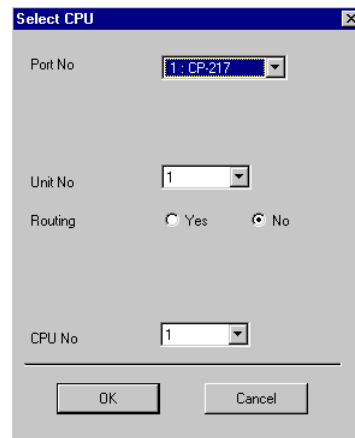 Select CPU
Port No
1 : CP-217
Unit No
1
Routing
Yes
No
CPU No
1
OK
Cancel